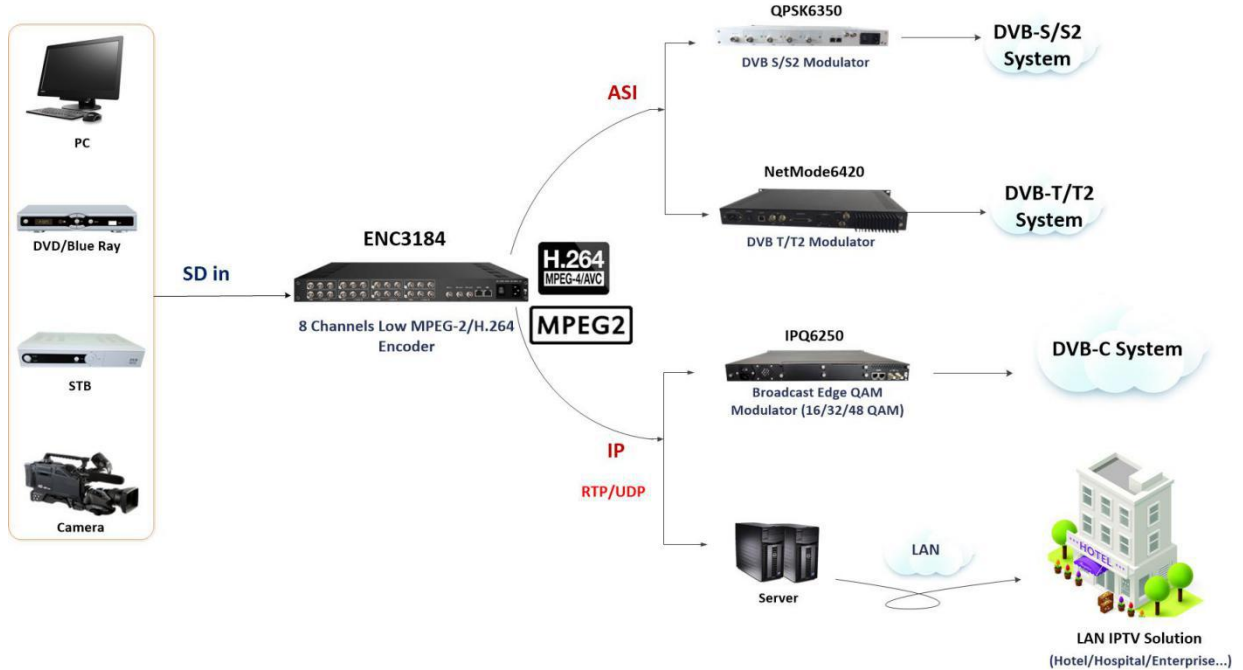 PC
DVD/Blue Ray
STB
Camera
SD in
ENC3184
8 Channels Low MPEG-2/H.264
Encoder
H.264
MPEG-4/AVC
MPEG2
ASI
QPSK6350
DVB S/S2 Modulator
DVB-S/S2
System
NetMode6420
DVB T/T2 Modulator
DVB-T/T2
System
IP
RTP/UDP
IPQ6250
Broadcast Edge QAM
Modulator (16/32/48 QAM)
DVB-C System
Server
LAN
HOTEL
LAN IPTV Solution
(Hotel/Hospital/Enterprise...)